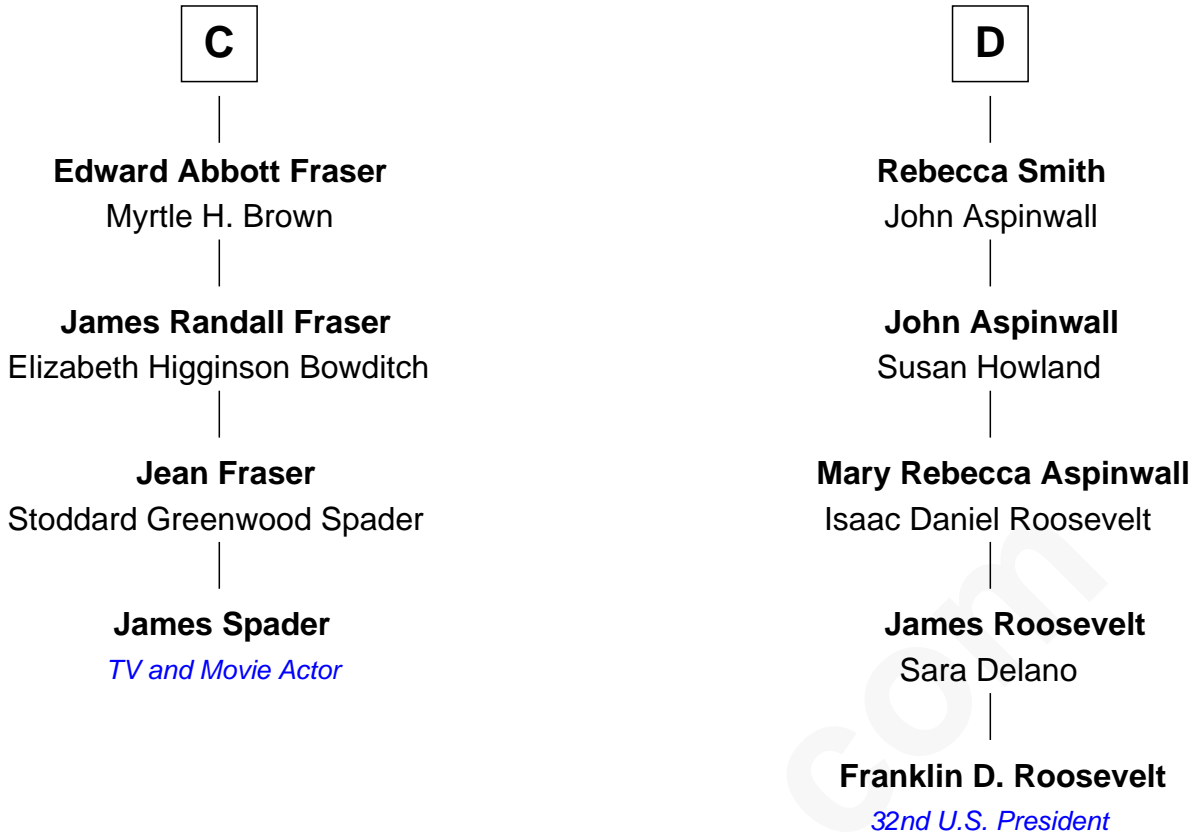 C
Edward Abbott Fraser
Myrtle H. Brown
James Randall Fraser
Elizabeth Higginson Bowditch
Jean Fraser
Stoddard Greenwood Spader
James Spader
TV and Movie Actor
D
Rebecca Smith
John Aspinwall
John Aspinwall
Susan Howland
Mary Rebecca Aspinwall
Isaac Daniel Roosevelt
James Roosevelt
Sara Delano
Franklin D. Roosevelt
32nd U.S. President
com